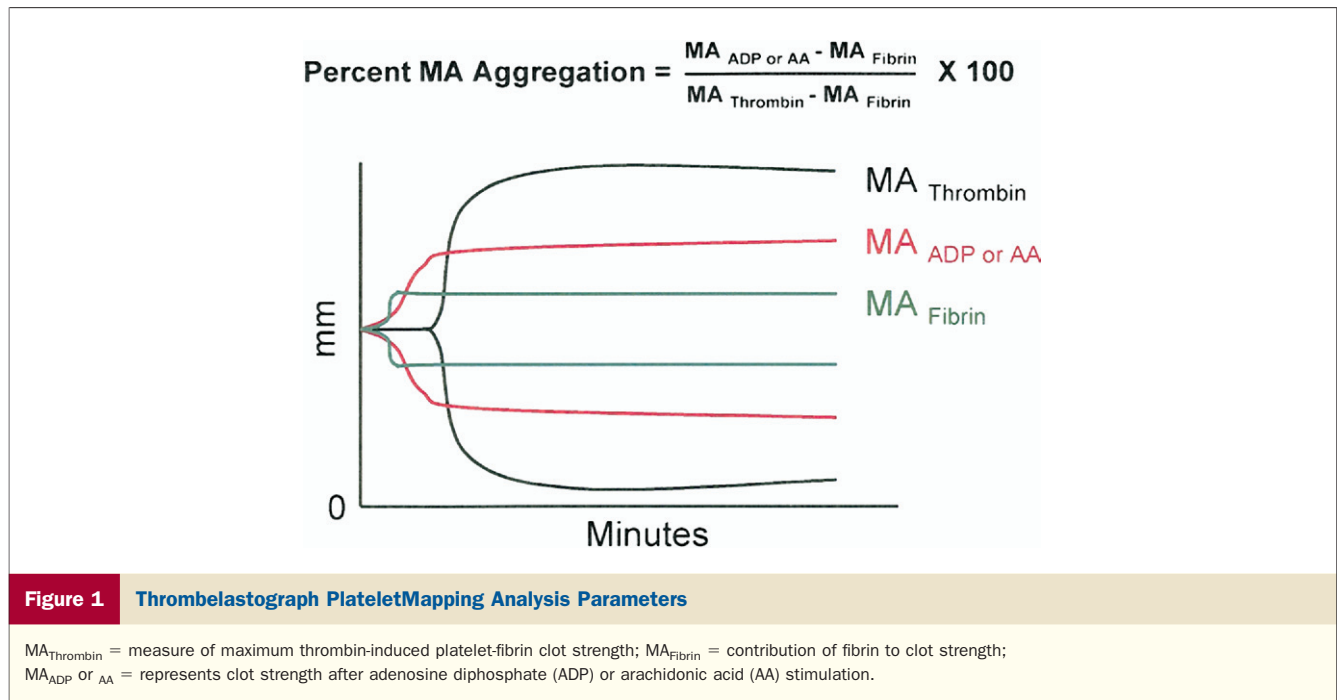 Percent MA Aggregation = MA ADP or AA - MA Fibrin / MA Thrombin - MA Fibrin X 100
MA Thrombin
MA ADP or AA
MA Fibrin
mm
0
Minutes
Figure 1 Thrombelastograph PlateletMapping Analysis Parameters
MAThrombin = measure of maximum thrombin-induced platelet-fibrin clot strength; MAFibrin = contribution of fibrin to clot strength;
MAADP or AA = represents clot strength after adenosine diphosphate (ADP) or arachidonic acid (AA) stimulation.